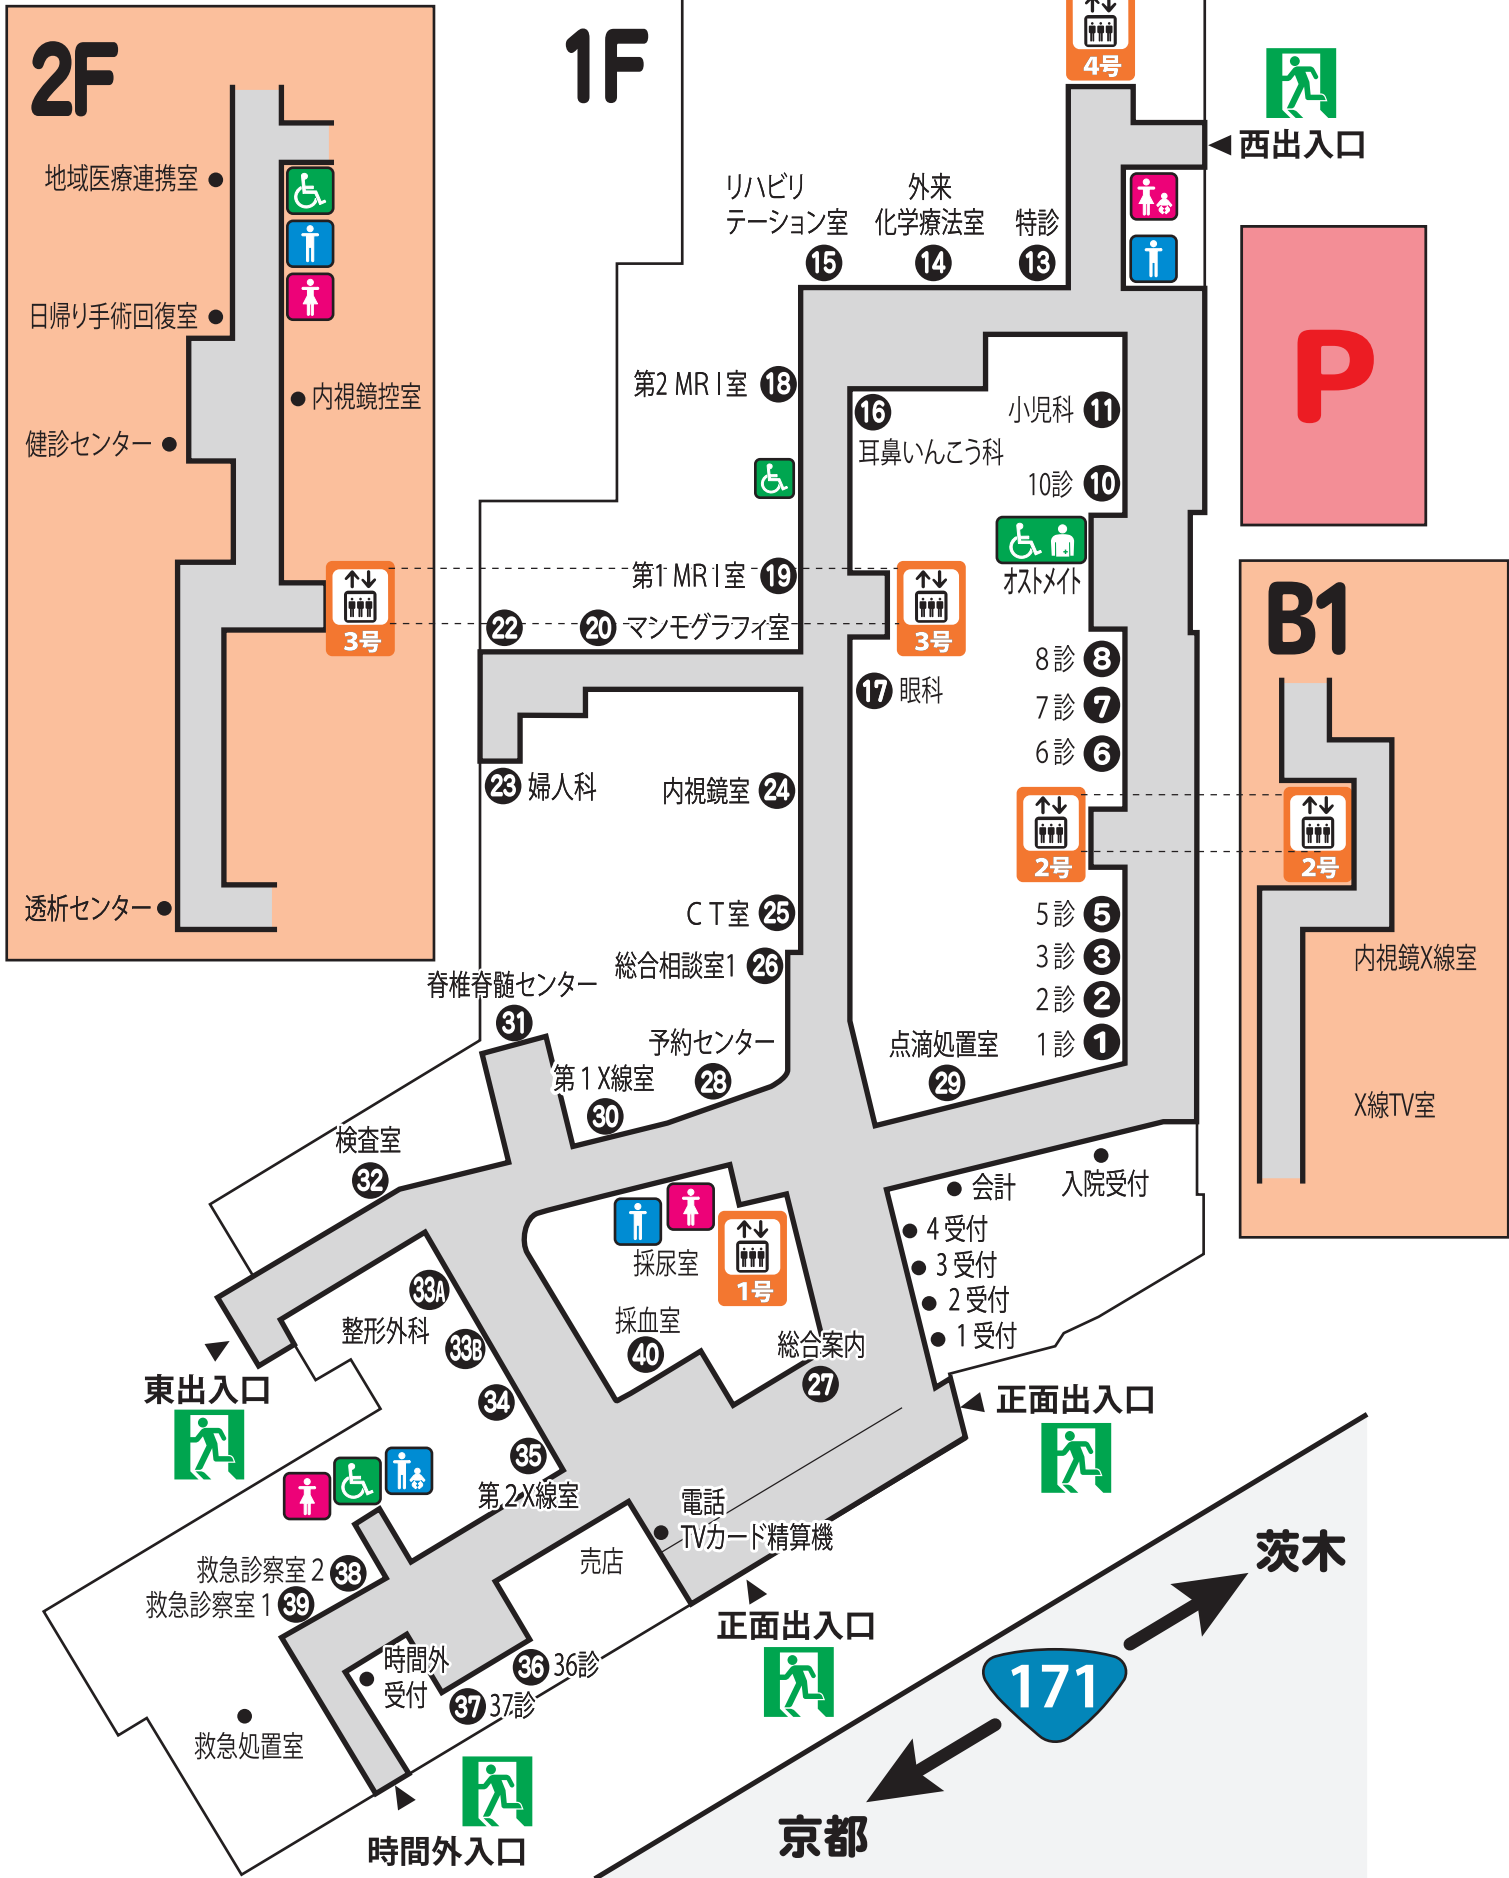 2F
地域医療連携室
日帰り手術回復室
内視鏡控室
健診センター
3号
透析センター
1F
4号
西出入口
リハビリ
テーション室
15
外来
化学療法室
14
特診
13
P
第2 MRI室 18
16
耳鼻いんこう科
小児科 11
10診 10
オストメイト
第1 MRI室 19
22
20 マンモグラフィ室
3号
17 眼科
8診 8
7診 7
6診 6
2号
23 婦人科
内視鏡室 24
CT室 25
総合相談室1 26
5診 5
3診 3
2診 2
1診 1
脊椎脊髄センター
31
予約センター
28
第1X線室
30
点滴処置室
29
B1
2号
内視鏡X線室
X線TV室
検査室
32
会計
入院受付
4受付
3受付
2受付
1受付
採尿室
1号
採血室
40
総合案内
27
33A
整形外科
33B
34
35
第2X線室
東出入口
正面出入口
電話
TVカード精算機
売店
救急診察室2 38
救急診察室1 39
時間外
受付
36 36診
37 37診
救急処置室
正面出入口
時間外入口
茨木
171
京都